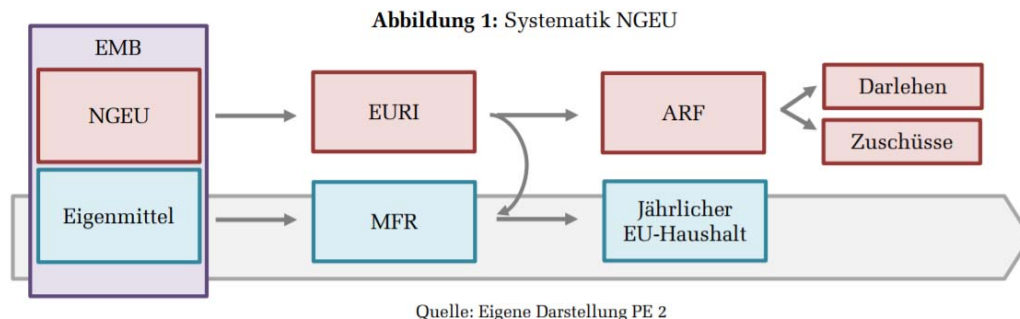 Abbildung 1: Systematik NGEU
EMB
NGEU
EURI
ARF
Darlehen
Zuschüsse
Eigenmittel
MFR
Jährlicher
EU-Haushalt
Quelle: Eigene Darstellung PE 2